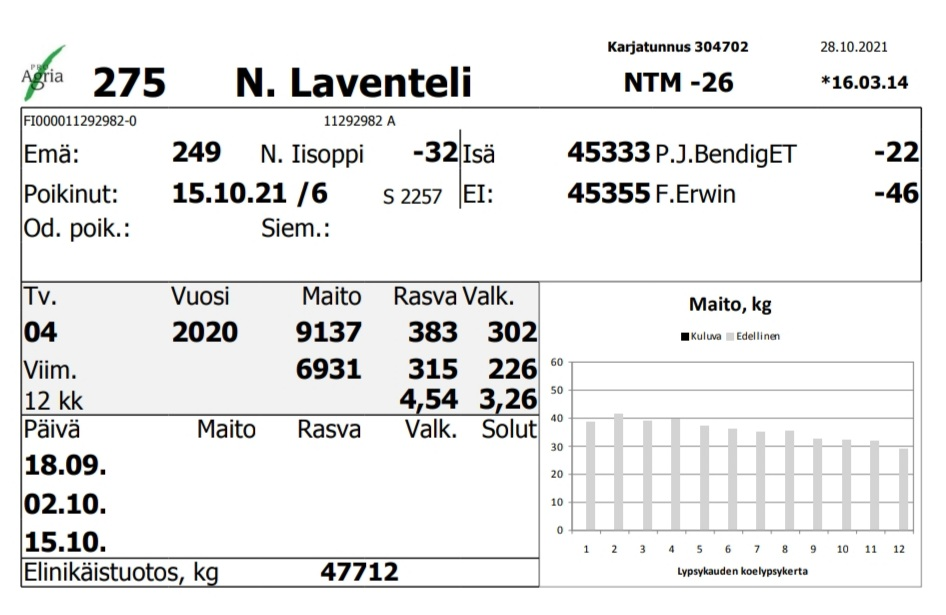 Karjatunnus 304702 28.10.2021
PRO
Agria 275 N. Laventeli NTM -26 *16.03.14
FI000011292982-0 11292982 A
Emä: 249 N. Iisoppi -32 Isä 45333 P.J.BendigET -22
Poikinut: 15.10.21 /6 S 2257 EI: 45355 F.Erwin -46
Od. poik.: Siem.:
Tv. Vuosi Maito Rasva Valk.
04 2020 9137 383 302
Viim. 6931 315 226
12 kk 4,54 3,26
Päivä Maito Rasva Valk. Solut
18.09.
02.10.
15.10.
Elinikäistuotos, kg 47712
Maito, kg
Kuluva Edellinen
60
50
40
30
20
10
0
1 2 3 4 5 6 7 8 9 10 11 12
Lypsykauden koelypsykerta